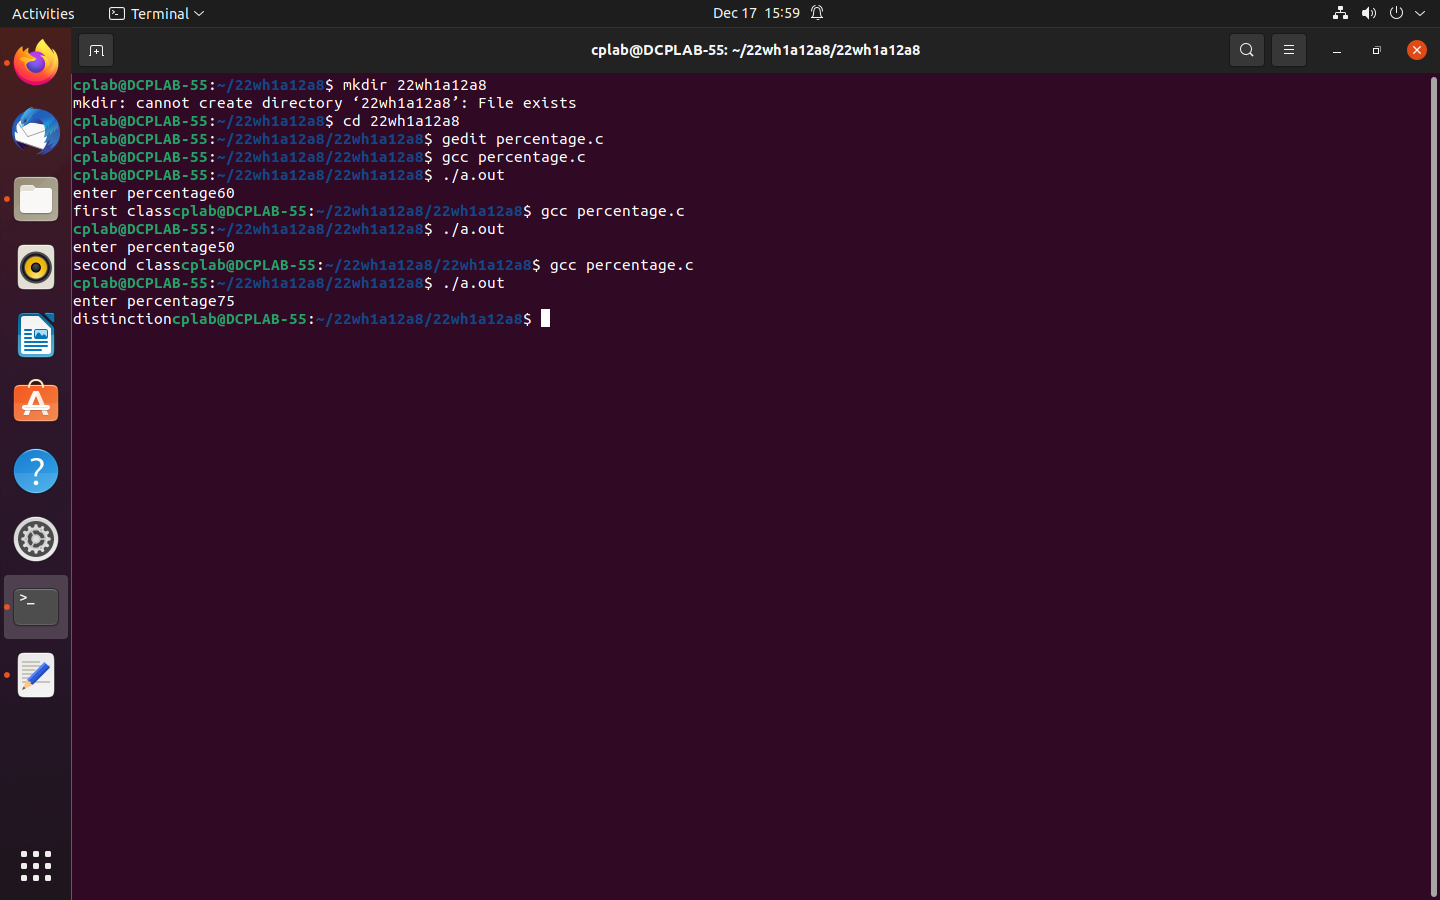 Activities
Terminal
Dec 17 15:59
cplab@DCPLAB-55: ~/22wh1a12a8/22wh1a12a8
cplab@DCPLAB-55:~/22wh1a12a8$ mkdir 22wh1a12a8
mkdir: cannot create directory ‘22wh1a12a8’: File exists
cplab@DCPLAB-55:~/22wh1a12a8$ cd 22wh1a12a8
cplab@DCPLAB-55:~/22wh1a12a8/22wh1a12a8$ gedit percentage.c
cplab@DCPLAB-55:~/22wh1a12a8/22wh1a12a8$ gcc percentage.c
cplab@DCPLAB-55:~/22wh1a12a8/22wh1a12a8$ ./a.out
enter percentage60
first classcplab@DCPLAB-55:~/22wh1a12a8/22wh1a12a8$ gcc percentage.c
cplab@DCPLAB-55:~/22wh1a12a8/22wh1a12a8$ ./a.out
enter percentage50
second classcplab@DCPLAB-55:~/22wh1a12a8/22wh1a12a8$ gcc percentage.c
cplab@DCPLAB-55:~/22wh1a12a8/22wh1a12a8$ ./a.out
enter percentage75
distinctioncplab@DCPLAB-55:~/22wh1a12a8/22wh1a12a8$